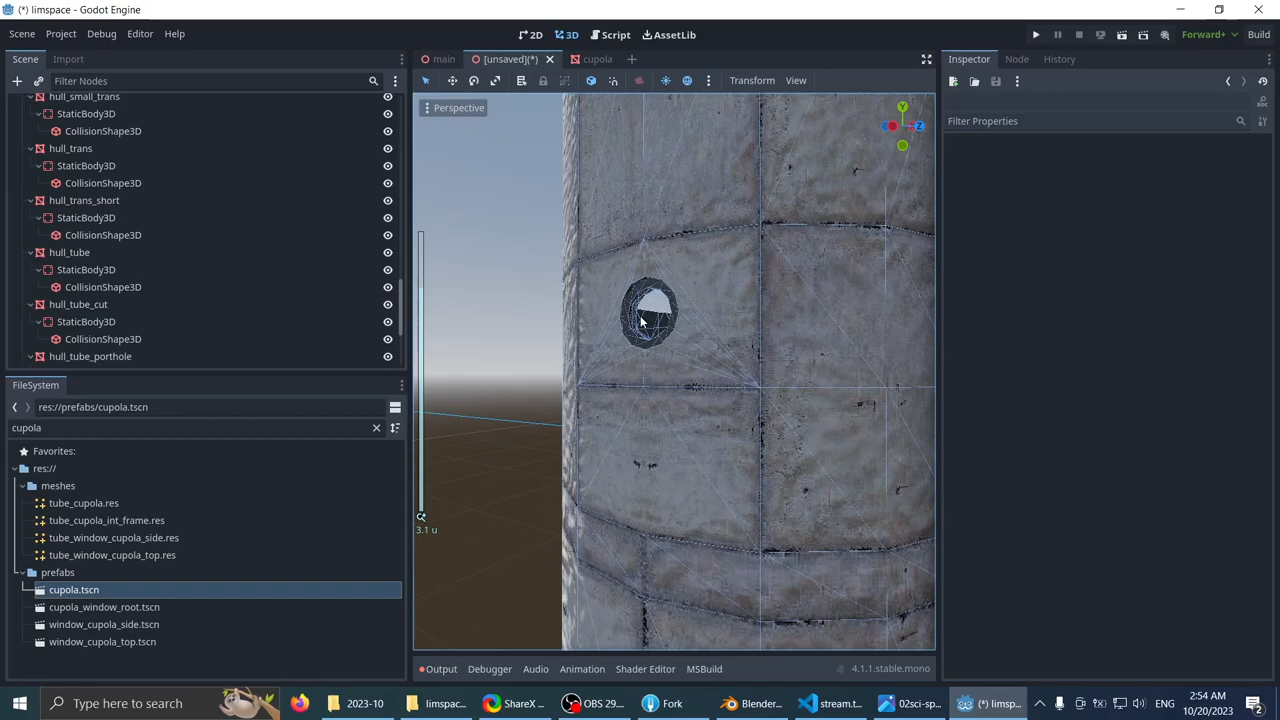 (*) limspace - Godot Engine
Scene Project Debug Editor Help
2D 3D Script AssetLib
Forward+ Build
Scene Import
main [unsaved](*) cupola
Inspector Node History
Filter Nodes
Transform View
hull_small_trans
StaticBody3D
CollisionShape3D
hull_trans
StaticBody3D
CollisionShape3D
hull_trans_short
StaticBody3D
CollisionShape3D
hull_tube
StaticBody3D
CollisionShape3D
hull_tube_cut
StaticBody3D
CollisionShape3D
hull_tube_porthole
Perspective
Y
Z
3.1 u
Filter Properties
DOC
FileSystem
res://prefabs/cupola.tscn
cupola
Favorites:
res://
meshes
tube_cupola.res
tube_cupola_int_frame.res
tube_window_cupola_side.res
tube_window_cupola_top.res
prefabs
cupola.tscn
cupola_window_root.tscn
window_cupola_side.tscn
window_cupola_top.tscn
Output Debugger Audio Animation Shader Editor MSBuild 4.1.1.stable.mono
Type here to search
2023-10
limspac...
ShareX ...
OBS 29....
Fork
Blender...
stream.t...
02sci-sp...
(*) limsp...
ENG
2:54 AM
10/20/2023
2